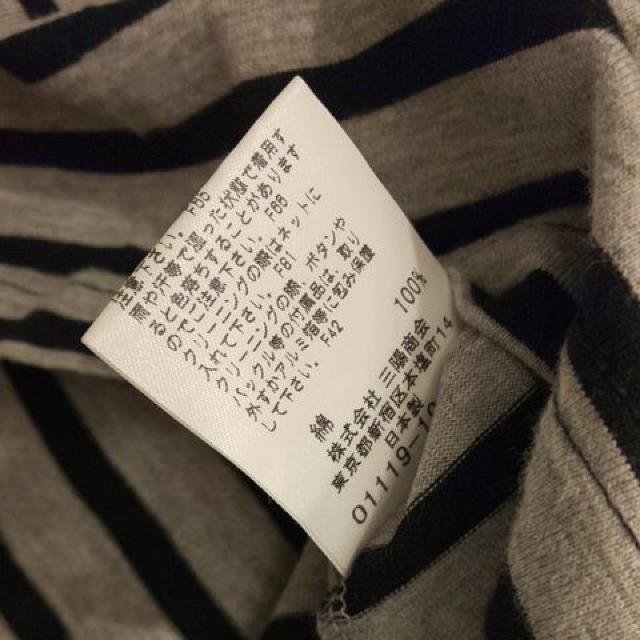 注意下さい。 F05
雨や汗等で湿った状態で着用す
ると色落ちすることがあります
のでご注意下さい。 F66
クリーニングの際はネットに
入れて下さい。 F61
クリーニングの際、ボタンや
バックル等の付属品は、取り
外すかアルミ箔等に包み保護
して下さい。 F42
綿 100%
株式会社 三陽商会
東京都新宿区本塩町14
日本製
01119-10